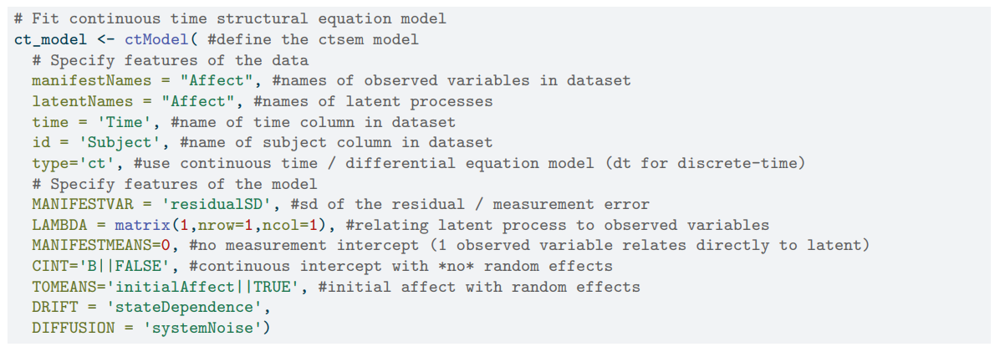 # Fit continuous time structural equation model
ct_model <- ctModel( #define the ctsem model
  # Specify features of the data
  manifestNames = "Affect", #names of observed variables in dataset
  latentNames = "Affect", #names of latent processes
  time = 'Time', #name of time column in dataset
  id = 'Subject', #name of subject column in dataset
  type='ct', #use continuous time / differential equation model (dt for discrete-time)
  # Specify features of the model
  MANIFESTVAR = 'residualSD', #sd of the residual / measurement error
  LAMBDA = matrix(1,nrow=1,ncol=1), #relating latent process to observed variables
  MANIFESTMEANS=0, #no measurement intercept (1 observed variable relates directly to latent)
  CINT='B||FALSE', #continuous intercept with *no* random effects
  TOMEANS='initialAffect||TRUE', #initial affect with random effects
  DRIFT = 'stateDependence',
  DIFFUSION = 'systemNoise')